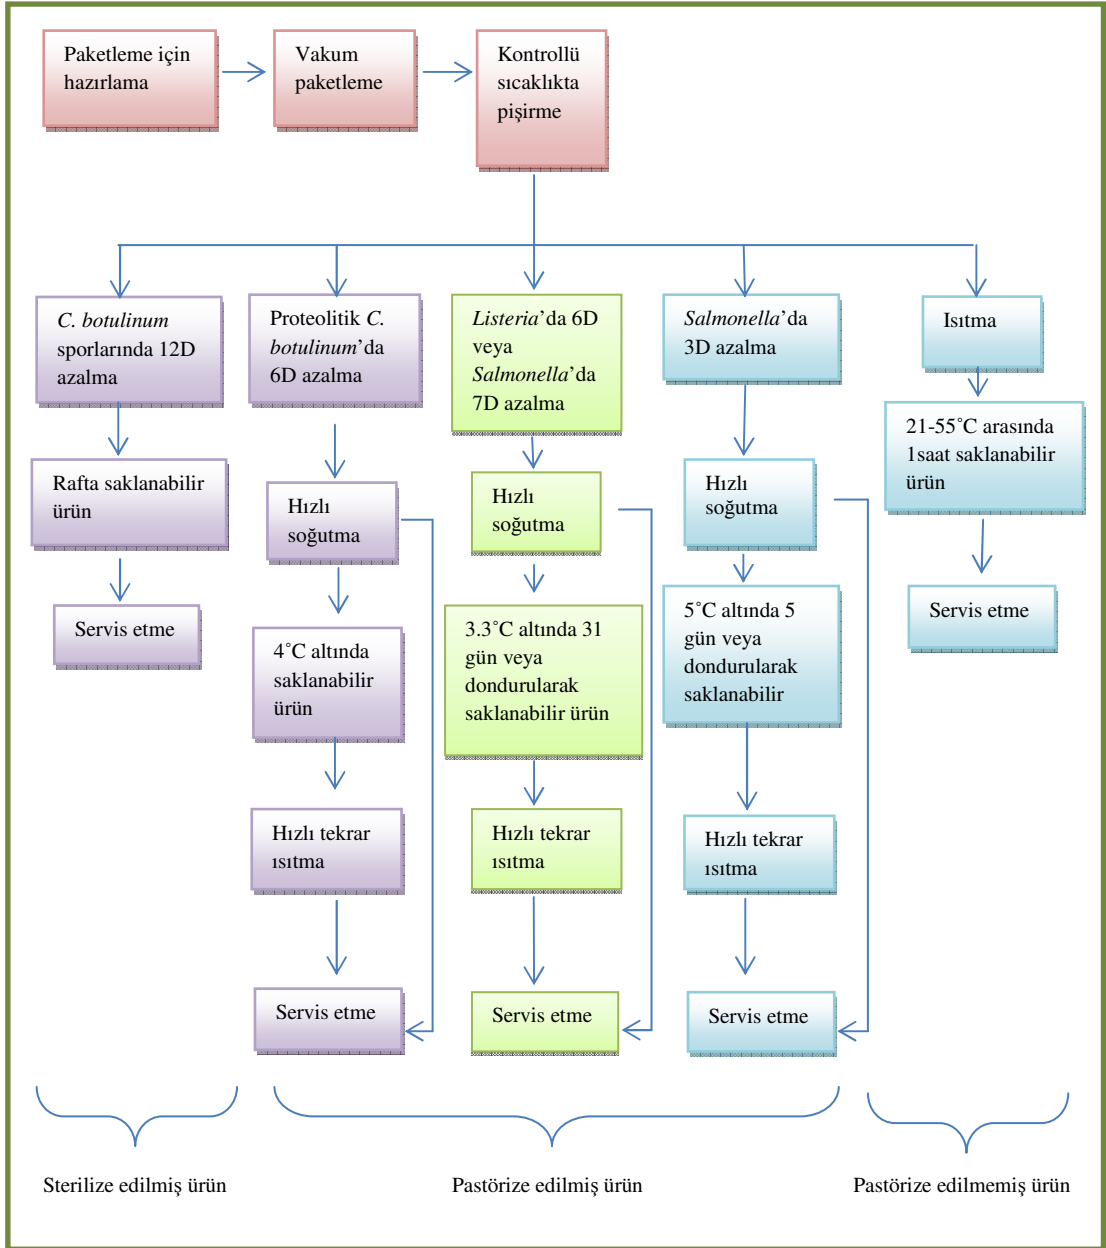 Paketleme için
hazırlama
Vakum
paketleme
Kontrollü
sıcaklıkta
pişirme
C. botulinum
sporlarında 12D
azalma
Proteolitik C.
botulinum’da
6D azalma
Listeria’da 6D
veya
Salmonella’da
7D azalma
Salmonella’da
3D azalma
Isıtma
Rafta saklanabilir
ürün
Hızlı
soğutma
Hızlı
soğutma
Hızlı
soğutma
21-55˚C arasında
1saat saklanabilir
ürün
Servis etme
4˚C altında
saklanabilir
ürün
3.3˚C altında 31
gün veya
dondurularak
saklanabilir ürün
5˚C altında 5
gün veya
dondurularak
saklanabilir
Servis etme
Hızlı tekrar
ısıtma
Hızlı tekrar
ısıtma
Hızlı tekrar
ısıtma
Servis etme
Servis etme
Servis etme
Sterilize edilmiş ürün
Pastörize edilmiş ürün
Pastörize edilmemiş ürün